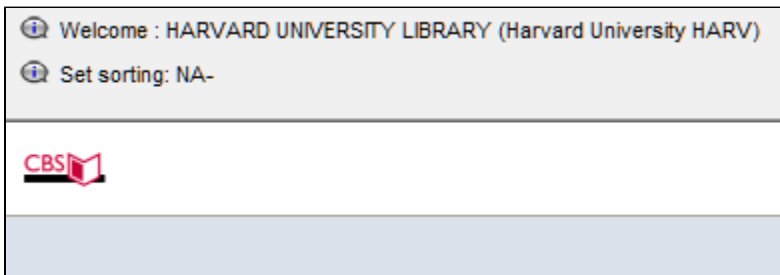 Welcome : HARVARD UNIVERSITY LIBRARY (Harvard University HARV)
Set sorting: NA-
CBS